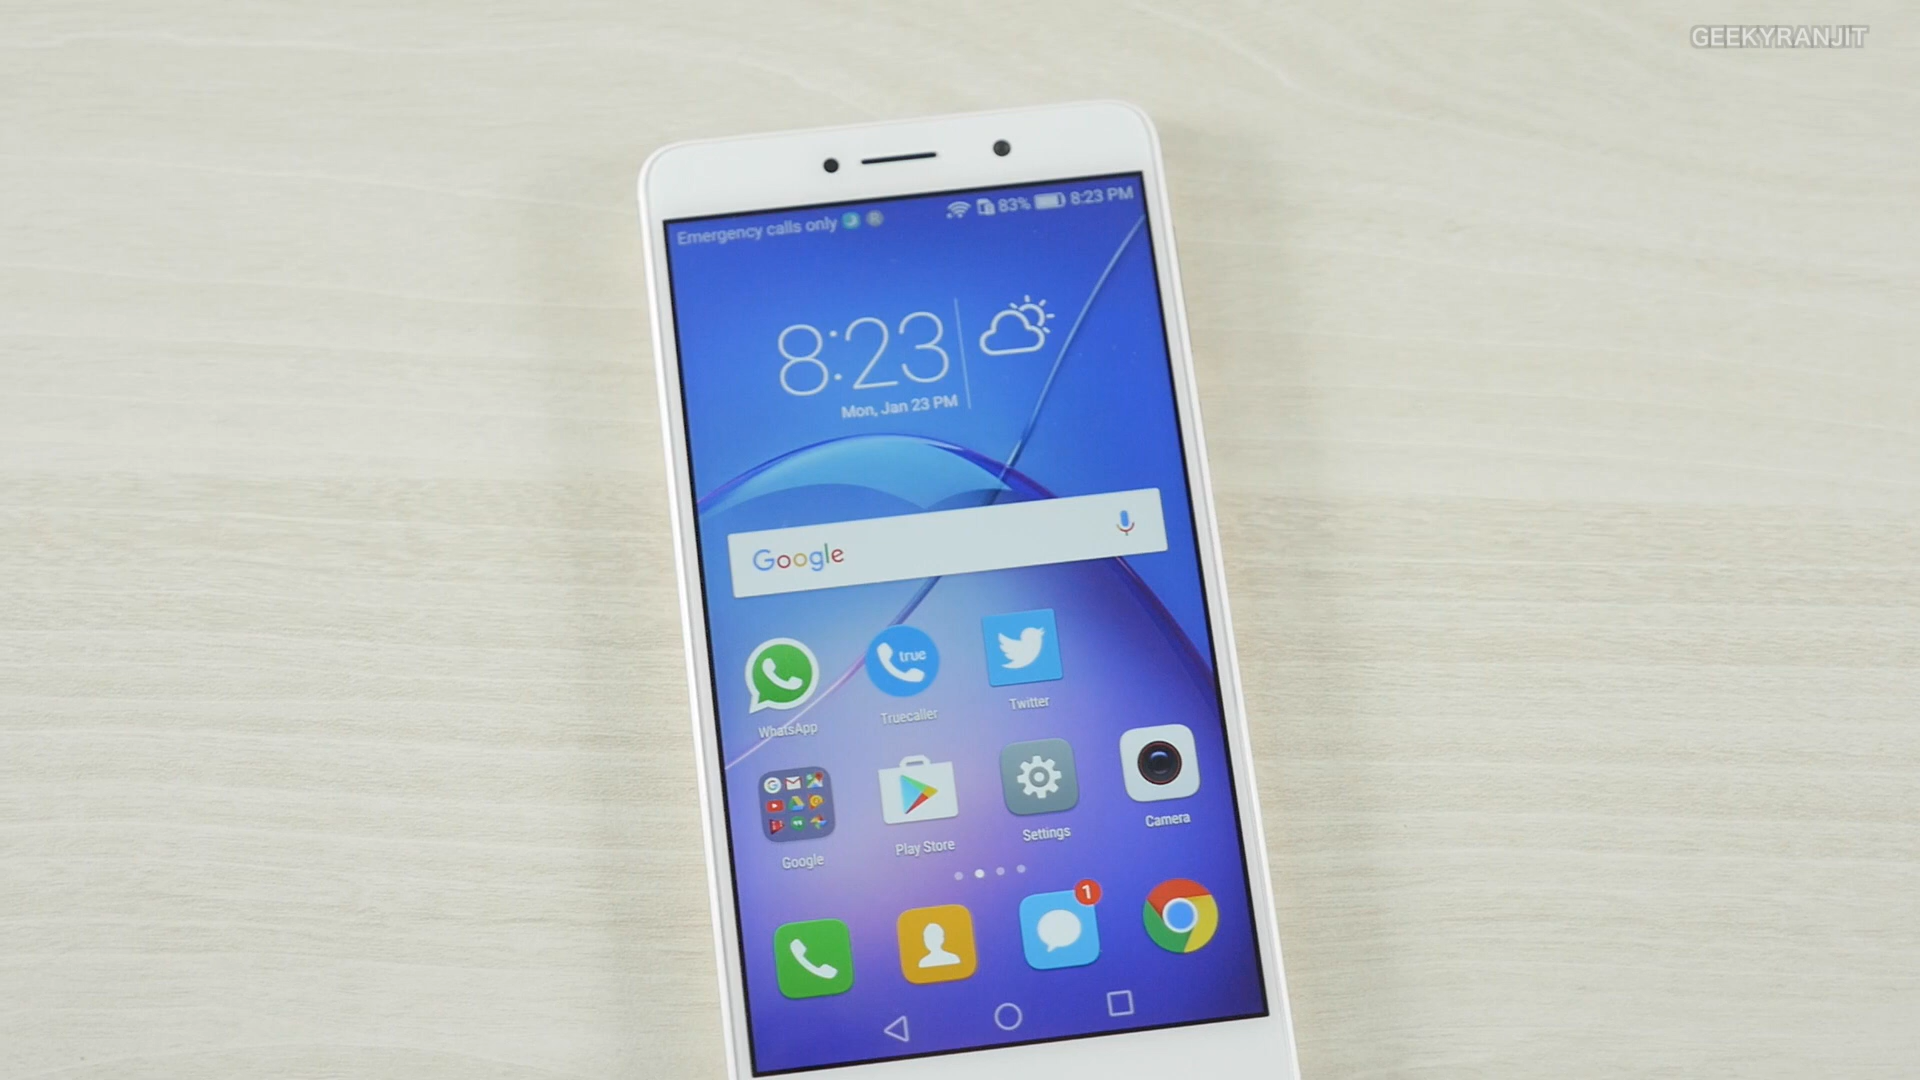 GEEKYRANJIT
Emergency calls only R 83% 8:23 PM
8:23
Mon, Jan 23 PM
Google
true
WhatsApp Truecaller Twitter
G
Google Play Store Settings Camera
1